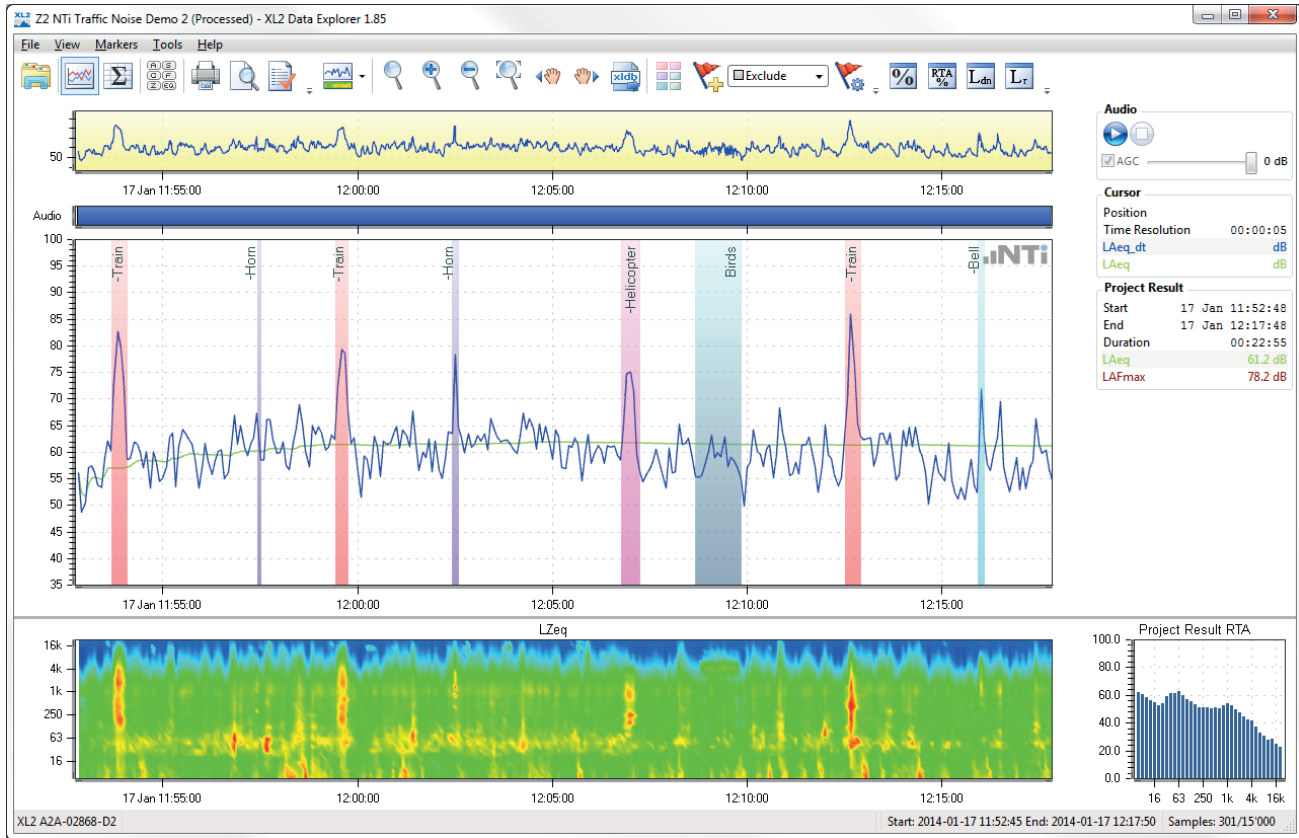 XL2 Z2 NTi Traffic Noise Demo 2 (Processed) - XL2 Data Explorer 1.85
File View Markers Tools Help
Σ A S Q F Z EQ xldb Exclude % RTA % Ldn Lr
50
17 Jan 11:55:00 12:00:00 12:05:00 12:10:00 12:15:00
Audio
100
95
90
85
80
75
70
65
60
55
50
45
40
35
-Train
-Horn
-Train
-Horn
-Helicopter
Birds
-Train
-Bell
NTi
17 Jan 11:55:00 12:00:00 12:05:00 12:10:00 12:15:00
Audio
AGC 0 dB
Cursor
Position
Time Resolution 00:00:05
LAeq_dt dB
LAeq dB
Project Result
Start 17 Jan 11:52:48
End 17 Jan 12:17:48
Duration 00:22:55
LAeq 61.2 dB
LAFmax 78.2 dB
LZeq
16k
4k
1k
250
63
16
17 Jan 11:55:00 12:00:00 12:05:00 12:10:00 12:15:00
Project Result RTA
100.0
80.0
60.0
40.0
20.0
0.0
16 63 250 1k 4k 16k
XL2 A2A-02868-D2 Start: 2014-01-17 11:52:45 End: 2014-01-17 12:17:50 Samples: 301/15'000